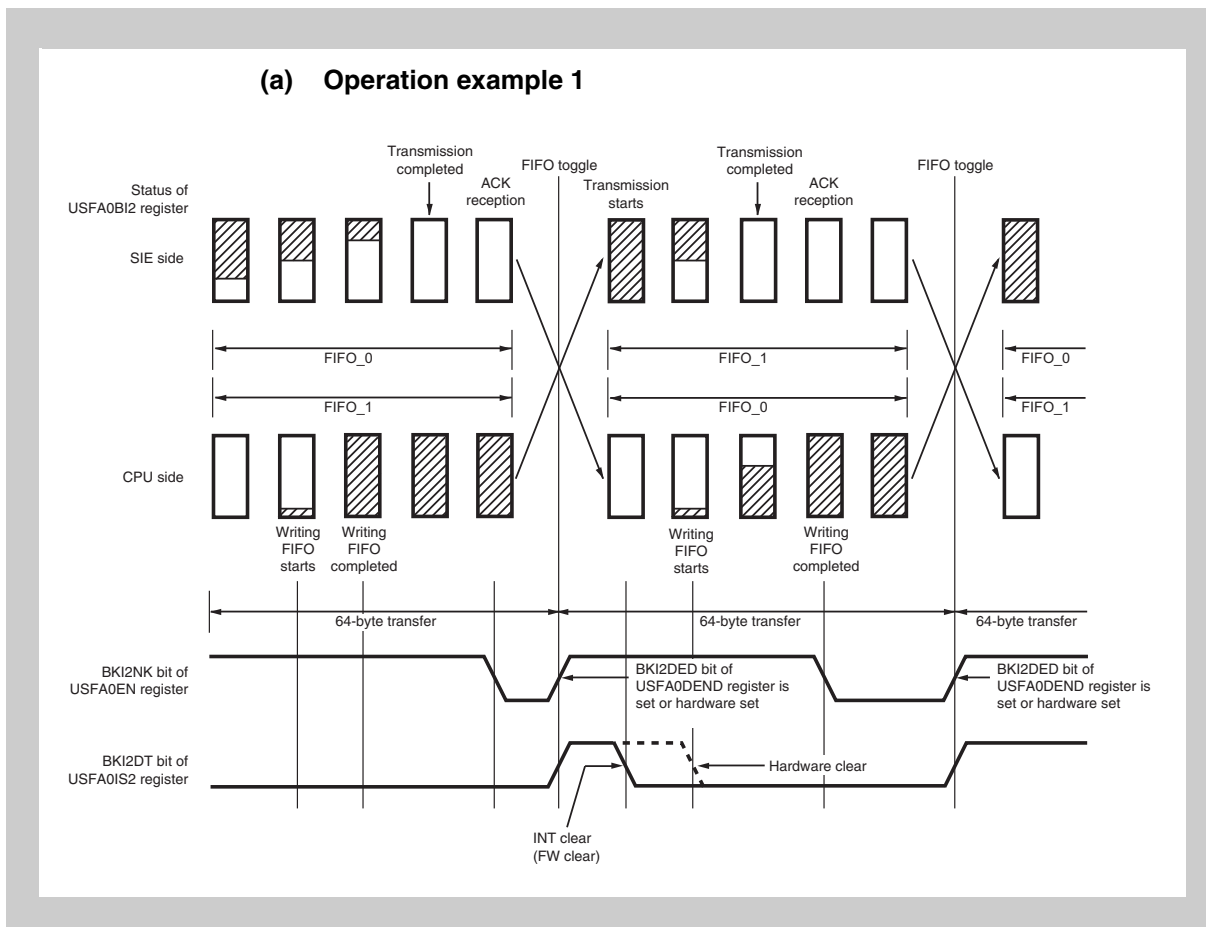 (a) Operation example 1
Transmission
completed
FIFO toggle
Transmission
completed
FIFO toggle
Status of
USFA0BI2 register
ACK
reception
Transmission
starts
ACK
reception
SIE side
FIFO_0
FIFO_1
FIFO_0
FIFO_1
FIFO_0
FIFO_1
CPU side
Writing
FIFO
starts
Writing
FIFO
completed
Writing
FIFO
starts
Writing
FIFO
completed
64-byte transfer
64-byte transfer
64-byte transfer
BKI2NK bit of
USFA0EN register
BKI2DED bit of
USFA0DEND register is
set or hardware set
BKI2DED bit of
USFA0DEND register is
set or hardware set
BKI2DT bit of
USFA0IS2 register
Hardware clear
INT clear
(FW clear)